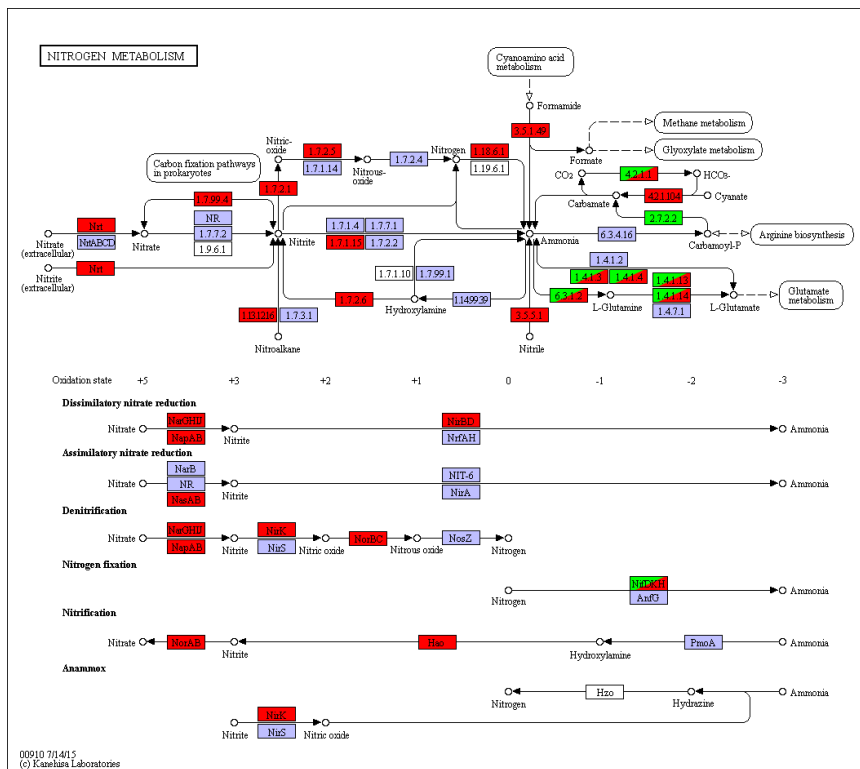 NITROGEN METABOLISM
Cyanoamino acid
metabolism
Formamide
3.5.1.49
Methane metabolism
Glyoxylate metabolism
Formate
Nitric-
oxide
1.7.2.5
1.7.1.14
Nitrous-
oxide
1.7.2.4
Nitrogen
1.18.6.1
1.19.6.1
Carbon fixation pathways
in prokaryotes
1.7.2.1
CO2
4.2.1.1
HCO3-
Carbamate
4.2.1.104
Cyanate
1.7.99.4
2.7.2.2
Nrt
NrtABCD
Nitrate
(extracellular)
Nitrate
NR
1.7.7.2
1.9.6.1
Nitrite
1.7.1.4
1.7.7.1
1.7.1.15
1.7.2.2
Ammonia
6.3.4.16
Carbamoyl-P
Arginine biosynthesis
Nrt
Nitrite
(extracellular)
1.4.1.2
1.7.1.10
1.7.99.1
1.4.1.3
1.4.1.4
1.4.1.13
1.7.2.6
Hydroxylamine
1.14.99.39
6.3.1.2
L-Glutamine
1.4.1.14
1.4.7.1
L-Glutamate
Glutamate
metabolism
1.13.12.16
1.7.3.1
3.5.5.1
Nitroalkane
Nitrile
Oxidation state
+5
+3
+2
+1
0
-1
-2
-3
Dissimilatory nitrate reduction
Nitrate
NarGHIJ
NapAB
Nitrite
NirBD
NrfAH
Ammonia
Assimilatory nitrate reduction
Nitrate
NarB
NR
NasAB
Nitrite
NIT-6
NirA
Ammonia
Denitrification
Nitrate
NarGHIJ
NapAB
Nitrite
NirK
NirS
Nitric oxide
NorBC
Nitrous oxide
NosZ
Nitrogen
Nitrogen fixation
Nitrogen
NifDKH
AnfG
Ammonia
Nitrification
Nitrate
NxrAB
Nitrite
Hao
Hydroxylamine
PmoA
Ammonia
Anammox
Nitrogen
Hzo
Hydrazine
Ammonia
Nitrite
NirK
NirS
Nitric oxide
00910 7/14/15
(c) Kanehisa Laboratories